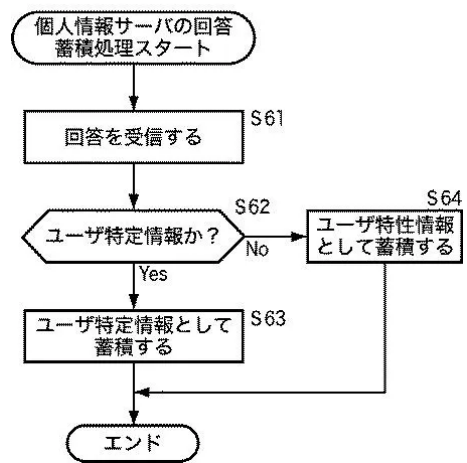 個人情報サーバの回答
蓄積処理スタート
S61
回答を受信する
S62
ユーザ特定情報か？
No
Yes
S64
ユーザ特性情報
として蓄積する
S63
ユーザ特定情報として
蓄積する
エンド